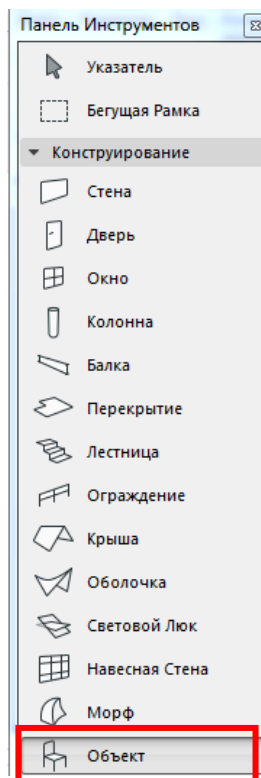 Панель Инструментов
Указатель
Бегущая Рамка
Конструирование
Стена
Дверь
Окно
Колонна
Балка
Перекрытие
Лестница
Ограждение
Крыша
Оболочка
Световой Люк
Навесная Стена
Морф
Объект